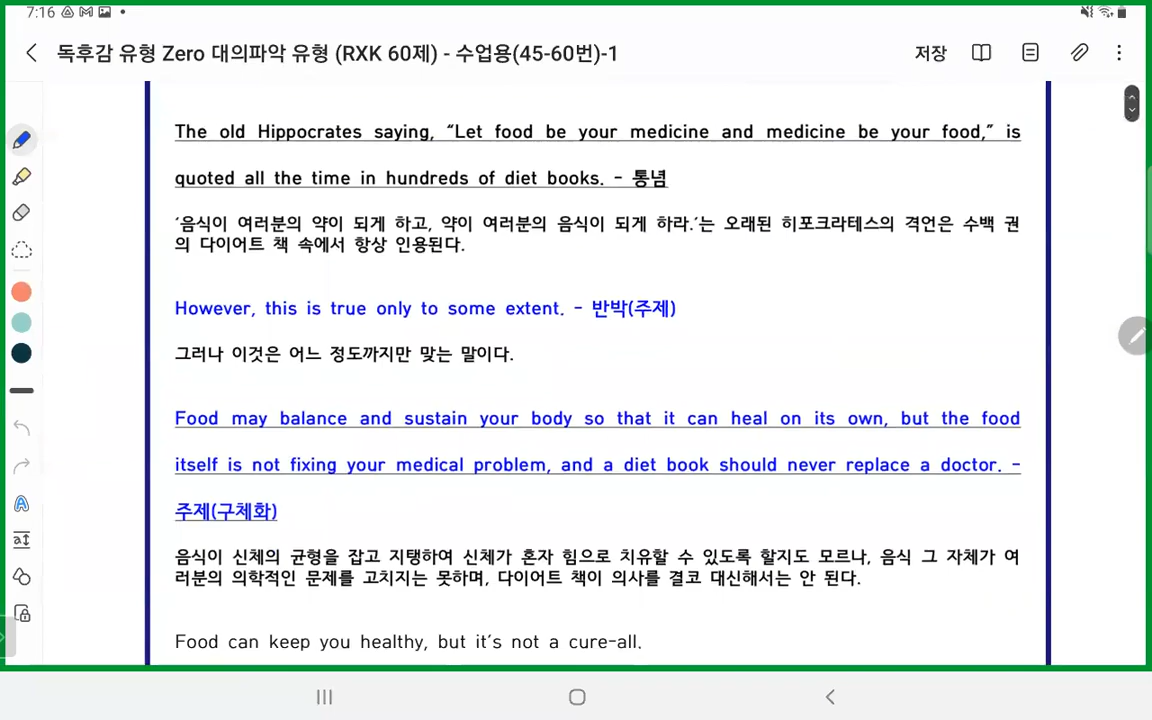 7:16
독후감 유형 Zero 대의파악 유형 (RXK 60제) - 수업용(45-60번)-1
저장
The old Hippocrates saying, “Let food be your medicine and medicine be your food,” is
quoted all the time in hundreds of diet books. - 통념
‘음식이 여러분의 약이 되게 하고, 약이 여러분의 음식이 되게 하라.’는 오래된 히포크라테스의 격언은 수백 권
의 다이어트 책 속에서 항상 인용된다.
However, this is true only to some extent. - 반박(주제)
그러나 이것은 어느 정도까지만 맞는 말이다.
Food may balance and sustain your body so that it can heal on its own, but the food
itself is not fixing your medical problem, and a diet book should never replace a doctor. -
주제(구체화)
음식이 신체의 균형을 잡고 지탱하여 신체가 혼자 힘으로 치유할 수 있도록 할지도 모르나, 음식 그 자체가 여
러분의 의학적인 문제를 고치지는 못하며, 다이어트 책이 의사를 결코 대신해서는 안 된다.
Food can keep you healthy, but it’s not a cure-all.